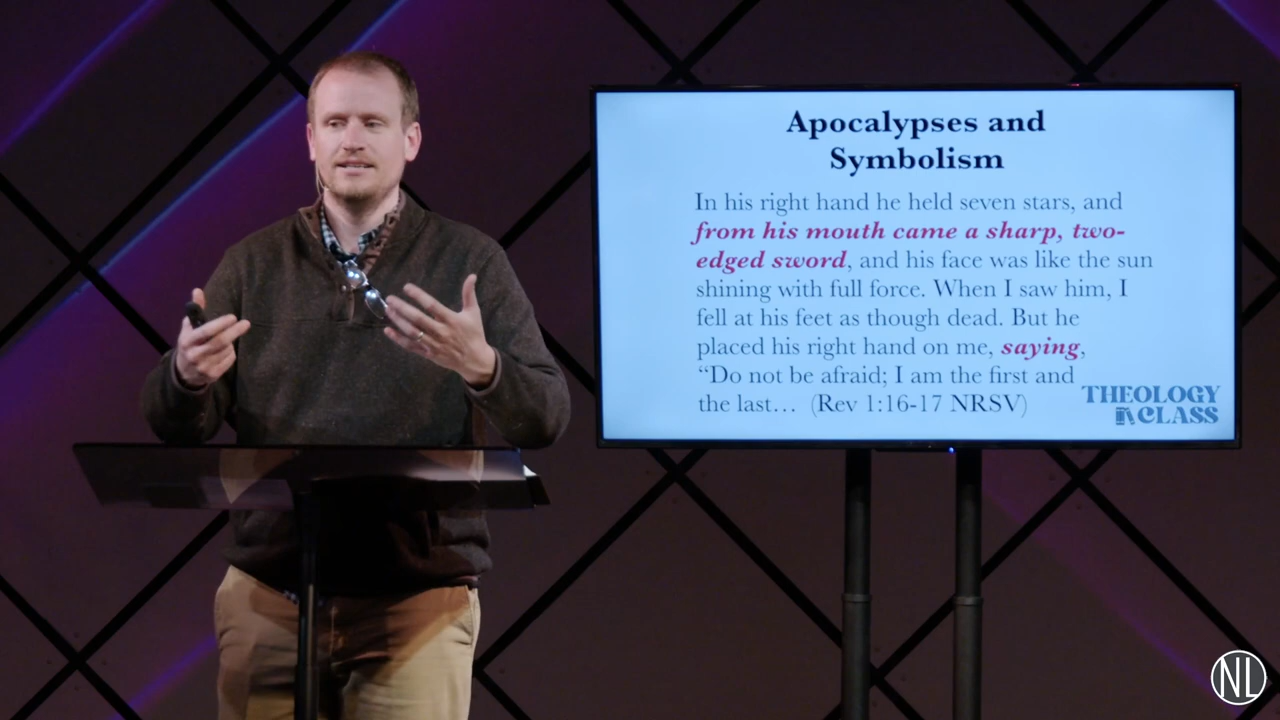 Apocalypses and
Symbolism
In his right hand he held seven stars, and
from his mouth came a sharp, two-
edged sword, and his face was like the sun
shining with full force. When I saw him, I
fell at his feet as though dead. But he
placed his right hand on me, saying,
“Do not be afraid; I am the first and
the last… (Rev 1:16-17 NRSV)
THEOLOGY
CLASS
NL